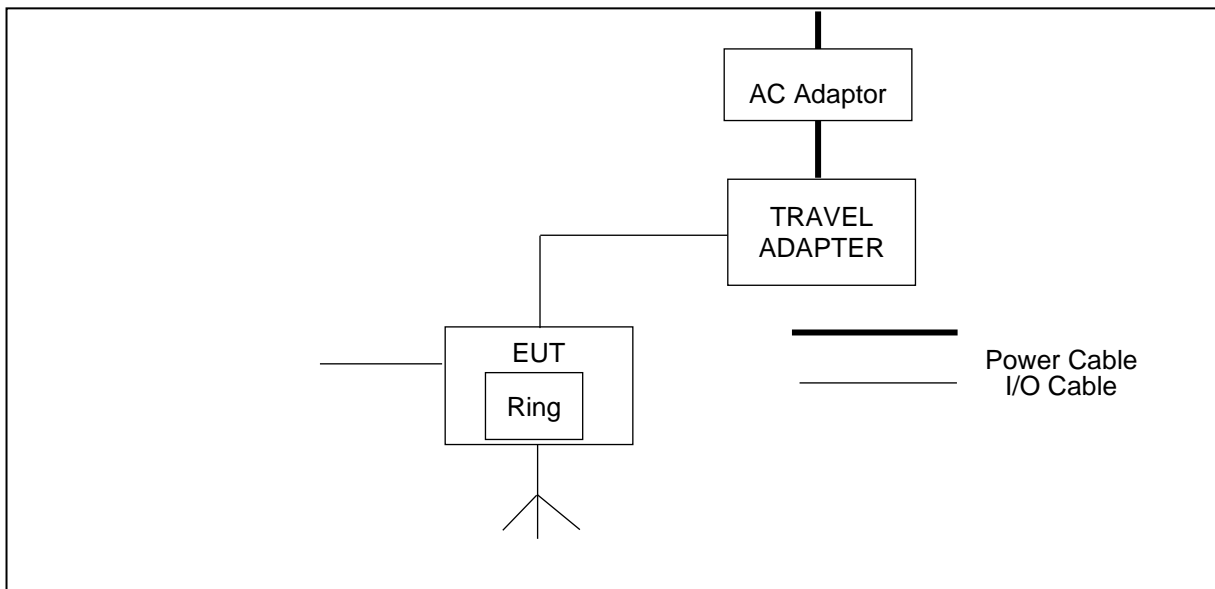 AC Adaptor
TRAVEL
ADAPTER
EUT
Ring
Power Cable
I/O Cable